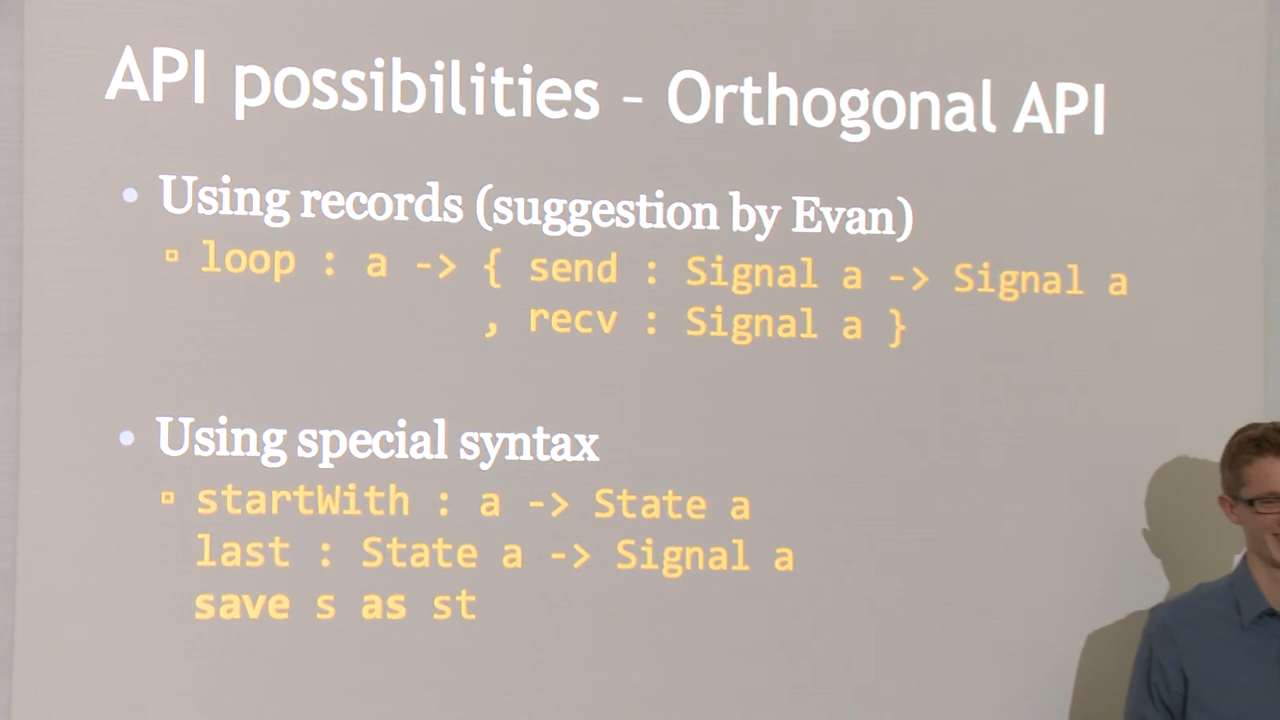 API possibilities – Orthogonal API
• Using records (suggestion by Evan)
▫ loop : a -> { send : Signal a -> Signal a
, recv : Signal a }
• Using special syntax
▫ startWith : a -> State a
last : State a -> Signal a
save s as st